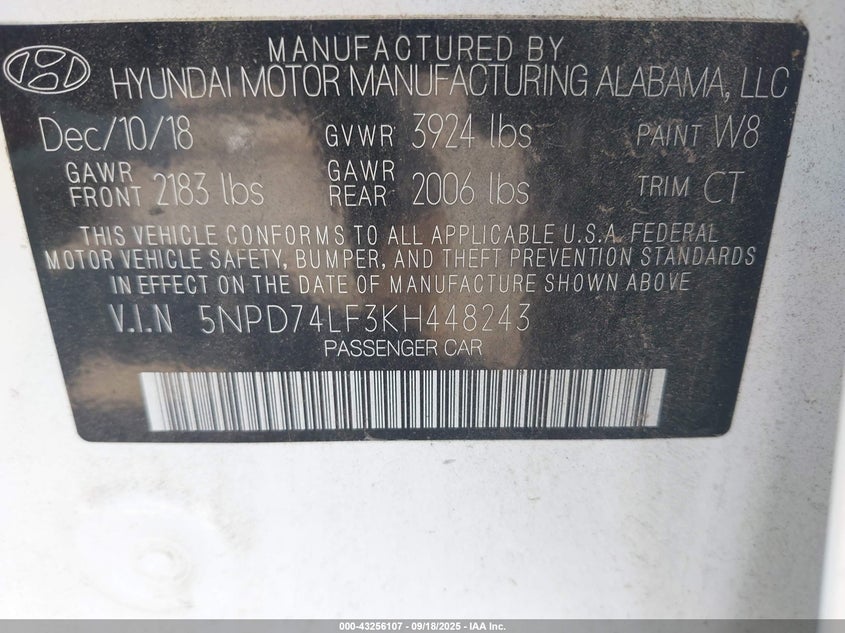 MANUFACTURED BY
HYUNDAI MOTOR MANUFACTURING ALABAMA, LLC
Dec/10/18 GVWR 3924 lbs PAINT W8
GAWR FRONT 2183 lbs GAWR REAR 2006 lbs TRIM CT
THIS VEHICLE CONFORMS TO ALL APPLICABLE U.S.A. FEDERAL
MOTOR VEHICLE SAFETY, BUMPER, AND THEFT PREVENTION STANDARDS
IN EFFECT ON THE DATE OF MANUFACTURE SHOWN ABOVE
V.I.N 5NPD74LF3KH448243
PASSENGER CAR
000-43256107 - 09/18/2025 - IAA Inc.